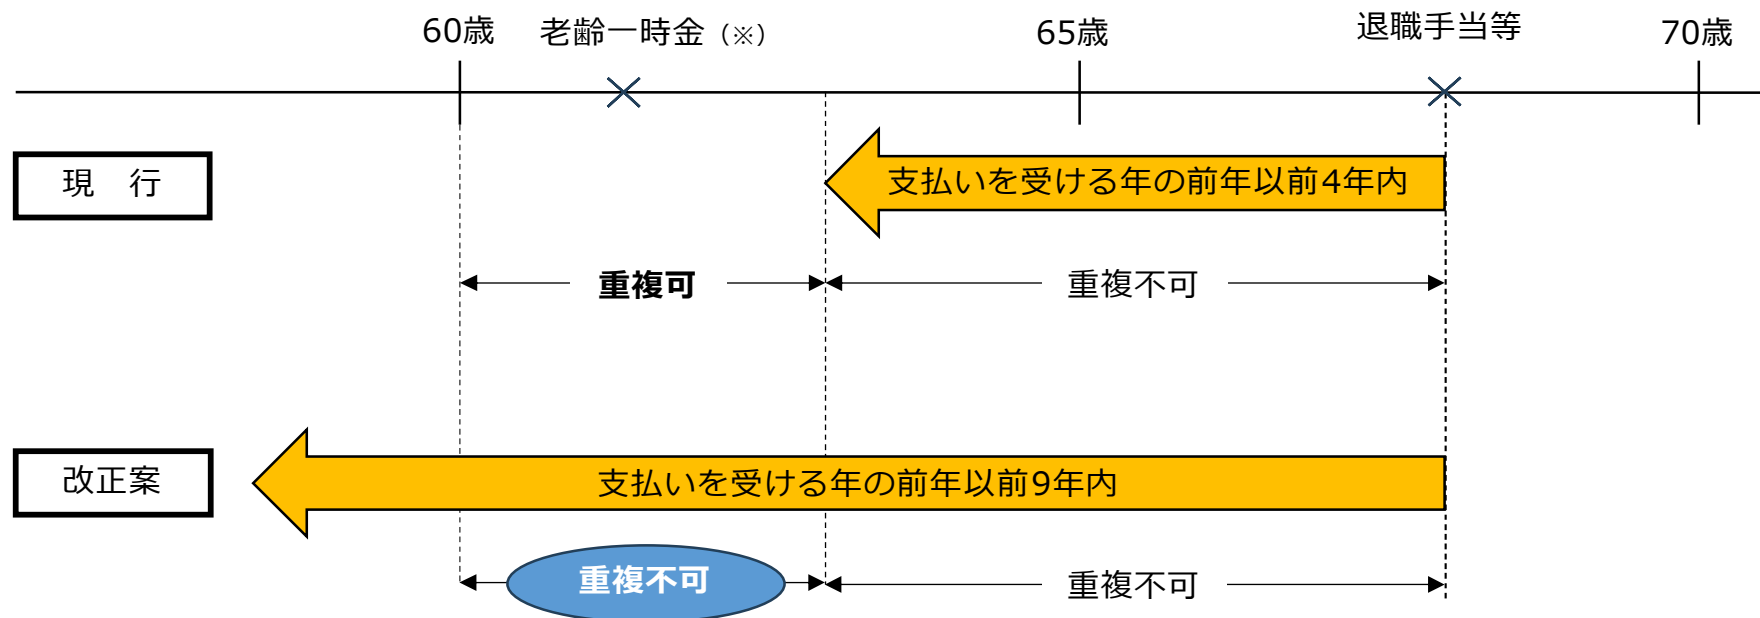 60歳
老齢一時金（※）
65歳
退職手当等
70歳
現　行
支払いを受ける年の前年以前4年内
重複可
重複不可
改正案
支払いを受ける年の前年以前9年内
重複不可
重複不可